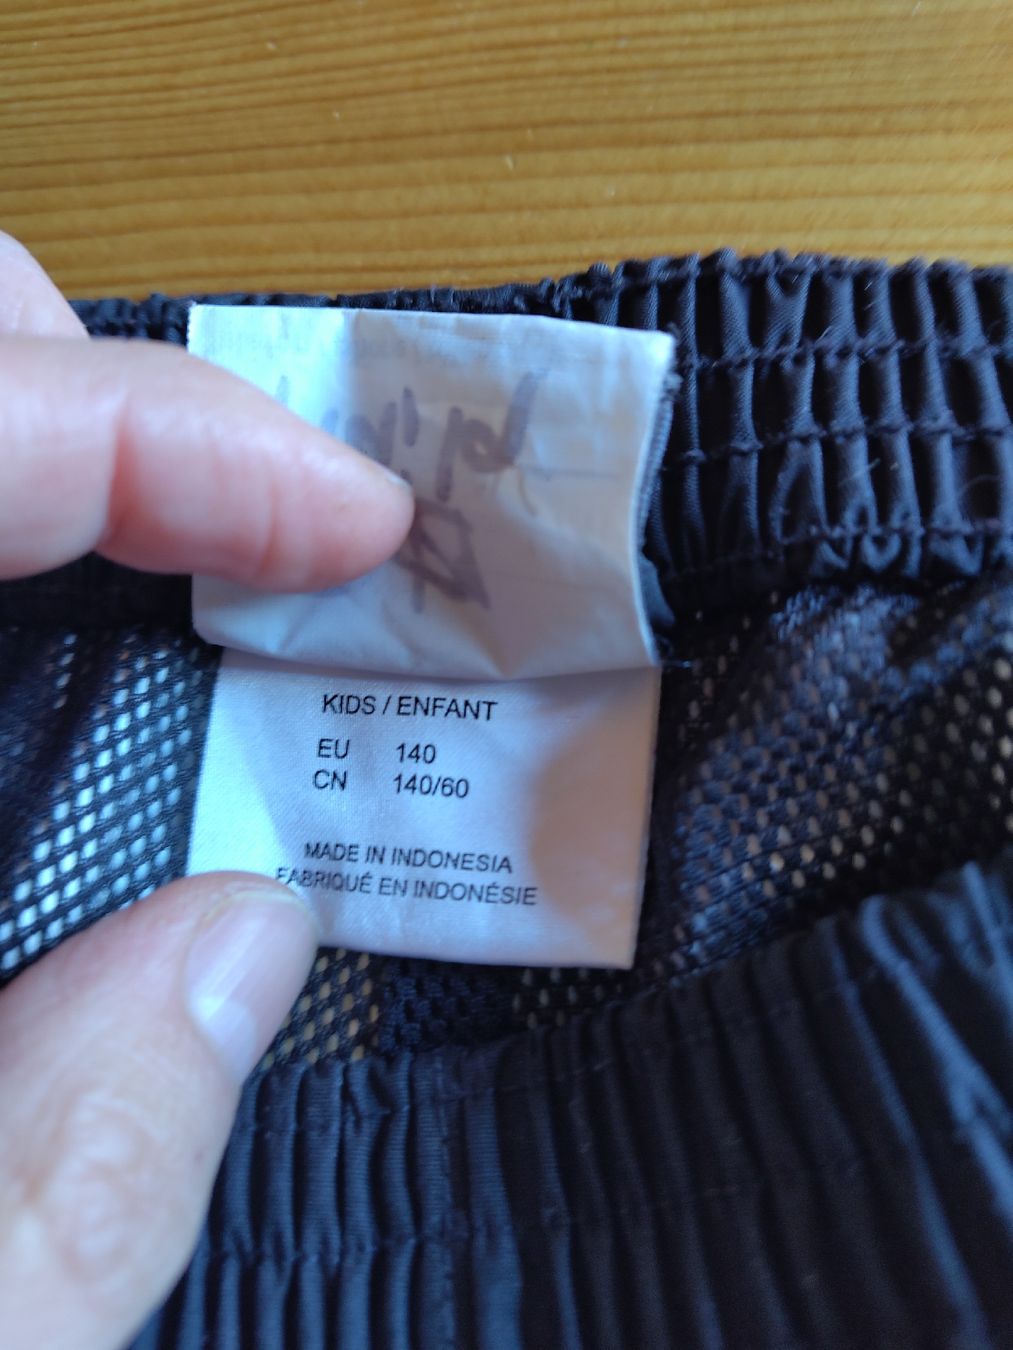 KIDS / ENFANT
EU 140
CN 140/60
MADE IN INDONESIA
FABRIQUÉ EN INDONÉSIE